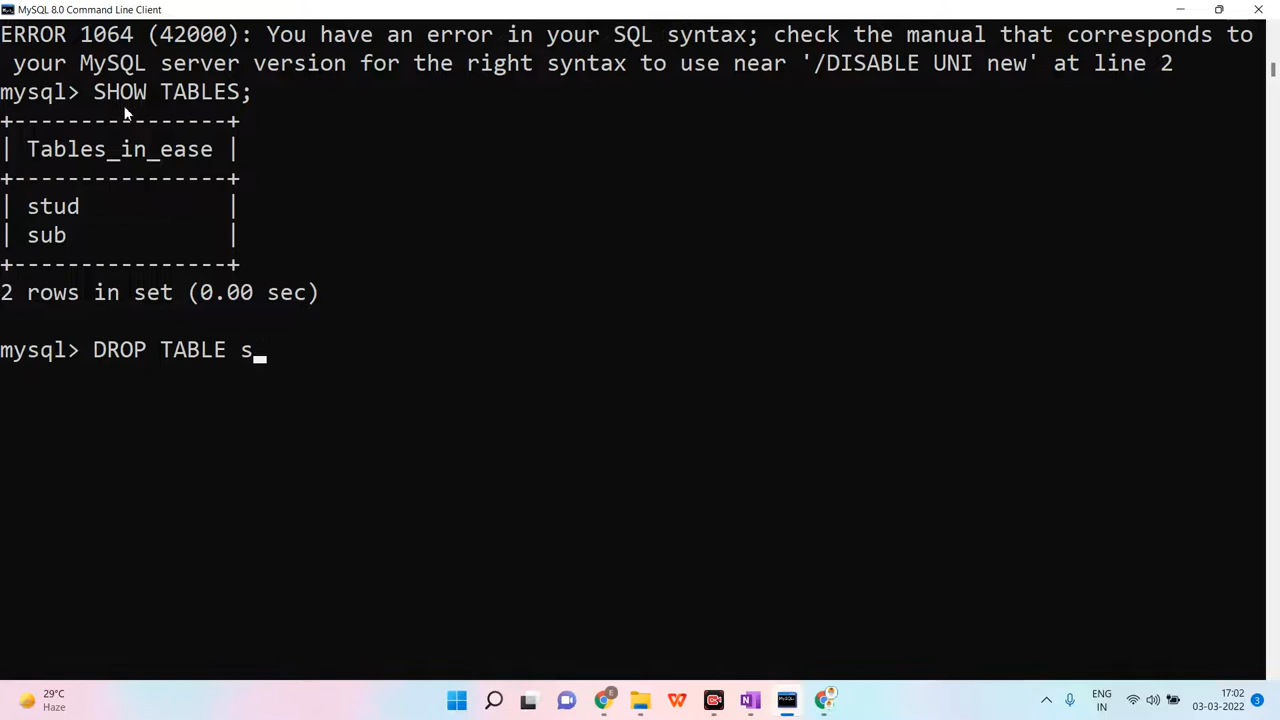 MySQL 8.0 Command Line Client
ERROR 1064 (42000): You have an error in your SQL syntax; check the manual that corresponds to
your MySQL server version for the right syntax to use near '/DISABLE UNI new' at line 2
mysql> SHOW TABLES;
+---------------+
| Tables_in_ease |
+---------------+
| stud |
| sub |
+---------------+
2 rows in set (0.00 sec)
mysql> DROP TABLE s_
29°C
Haze
E
W
N
ENG
IN
17:02
03-03-2022
3